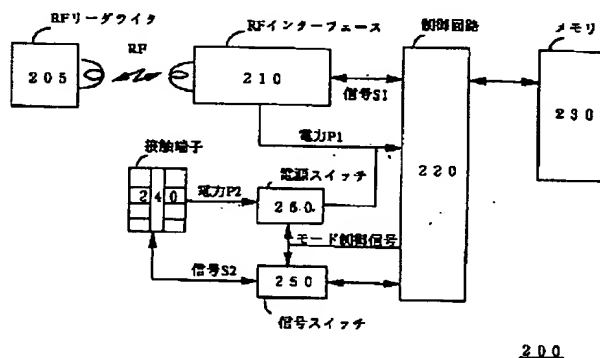 RFリーダライタ
RFインターフェース
制御回路
メモリ
RF
205
210
信号S1
230
電力P1
220
接触端子
電力P2
電源スイッチ
240
260
モード制御信号
信号S2
250
信号スイッチ
200